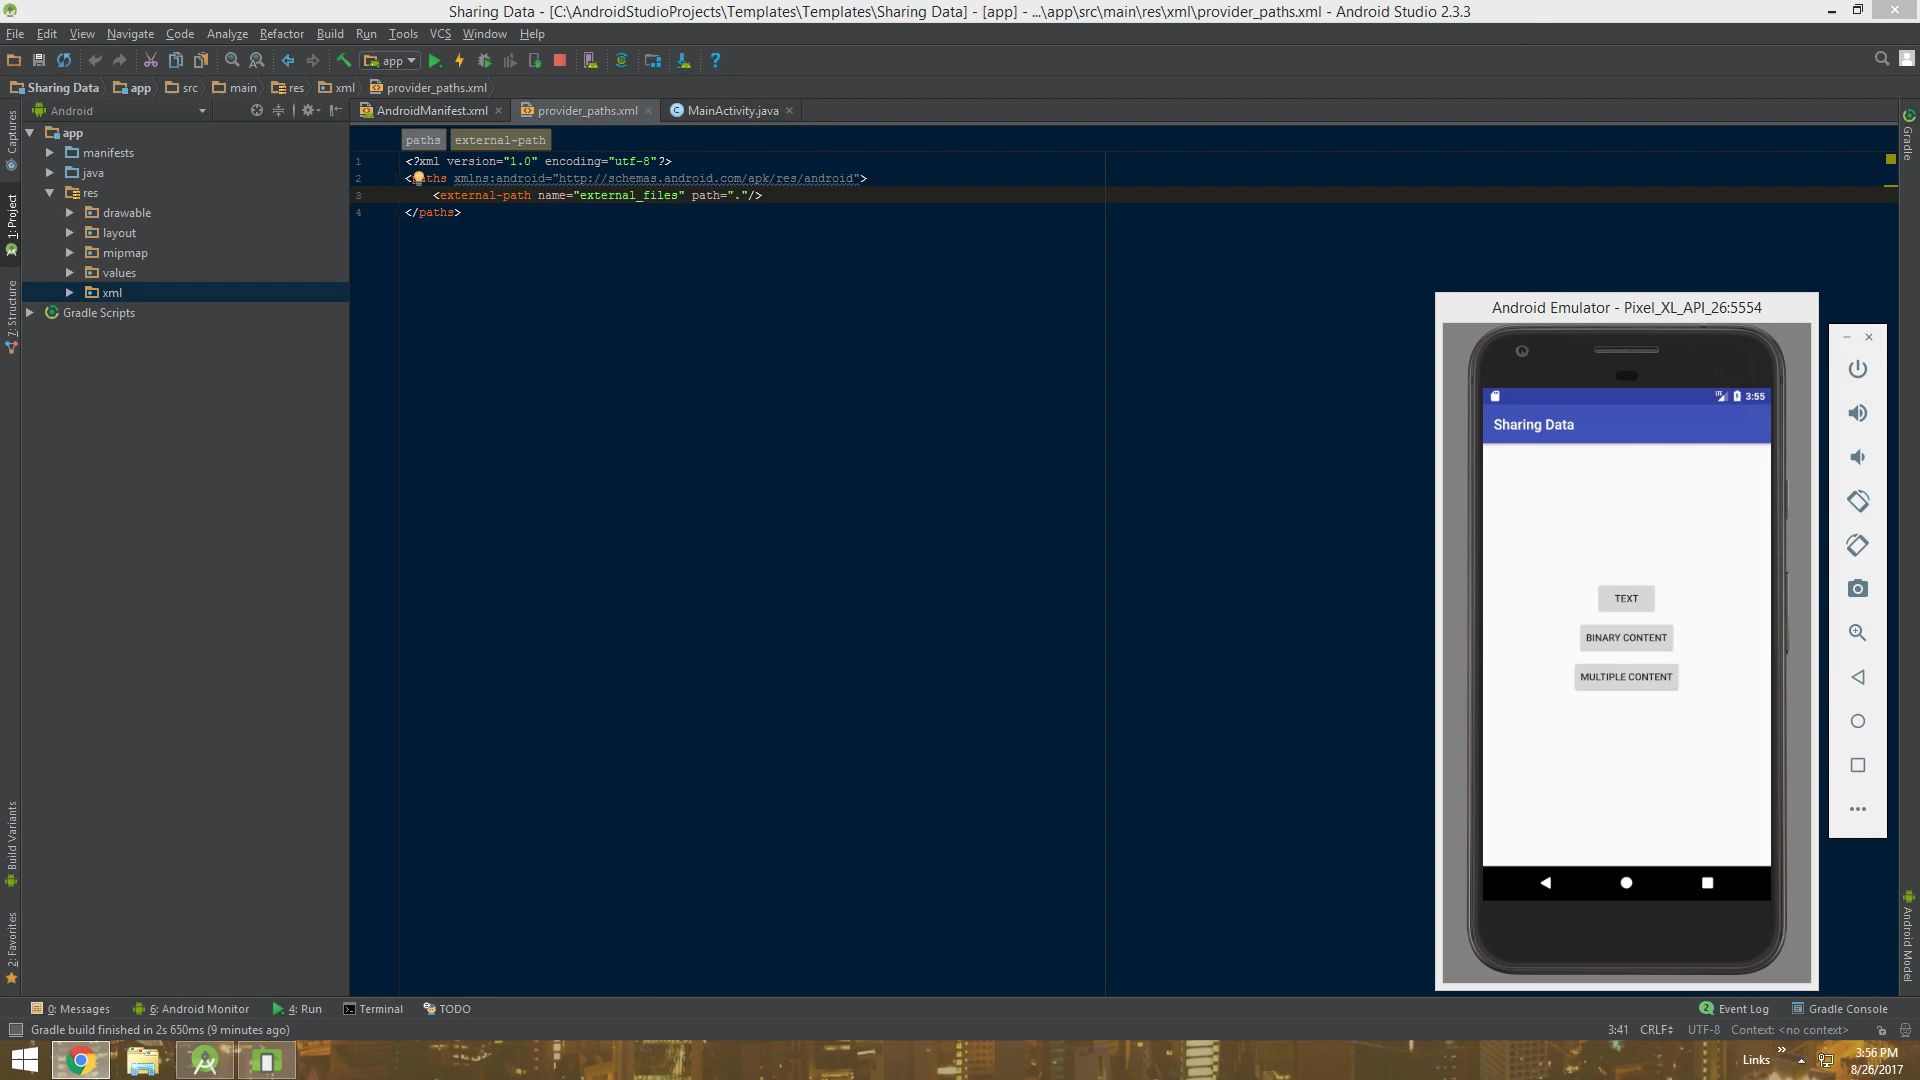 Sharing Data - [C:\AndroidStudioProjects\Templates\Templates\Sharing Data] - [app] - ...\app\src\main\res\xml\provider_paths.xml - Android Studio 2.3.3
File Edit View Navigate Code Analyze Refactor Build Run Tools VCS Window Help
app
Sharing Data app src main res xml provider_paths.xml
Android
AndroidManifest.xml provider_paths.xml MainActivity.java
paths external-path
1 <?xml version="1.0" encoding="utf-8"?>
2 <paths xmlns:android="http://schemas.android.com/apk/res/android">
3 <external-path name="external_files" path="."/>
4 </paths>
app
manifests
java
res
drawable
layout
mipmap
values
xml
Gradle Scripts
Captures
1: Project
7: Structure
Build Variants
2: Favorites
Gradle
Android Model
Android Emulator - Pixel_XL_API_26:5554
3:55
Sharing Data
TEXT
BINARY CONTENT
MULTIPLE CONTENT
0: Messages 6: Android Monitor 4: Run Terminal TODO
2 Event Log Gradle Console
Gradle build finished in 2s 650ms (9 minutes ago)
3:41 CRLF UTF-8 Context: <no context>
Links
3:56 PM
8/26/2017